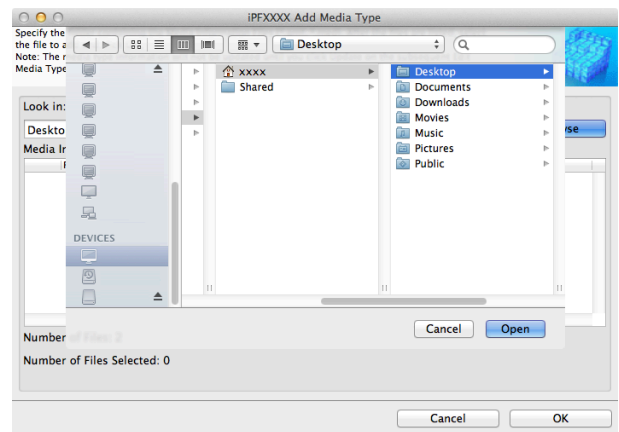 iPFXXXX Add Media Type
Specify the
the file to a
Note: The r
Media Type
Desktop
Look in:
Deskto
se
Media In
xxxx
Shared
Desktop
Documents
Downloads
Movies
Music
Pictures
Public
DEVICES
Cancel
Open
Number of Files: 2
Number of Files Selected: 0
Cancel
OK